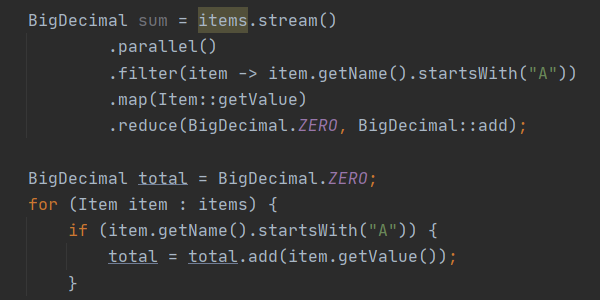 BigDecimal sum = items.stream()
        .parallel()
        .filter(item -> item.getName().startsWith("A"))
        .map(Item::getValue)
        .reduce(BigDecimal.ZERO, BigDecimal::add);

BigDecimal total = BigDecimal.ZERO;
for (Item item : items) {
    if (item.getName().startsWith("A")) {
        total = total.add(item.getValue());
    }